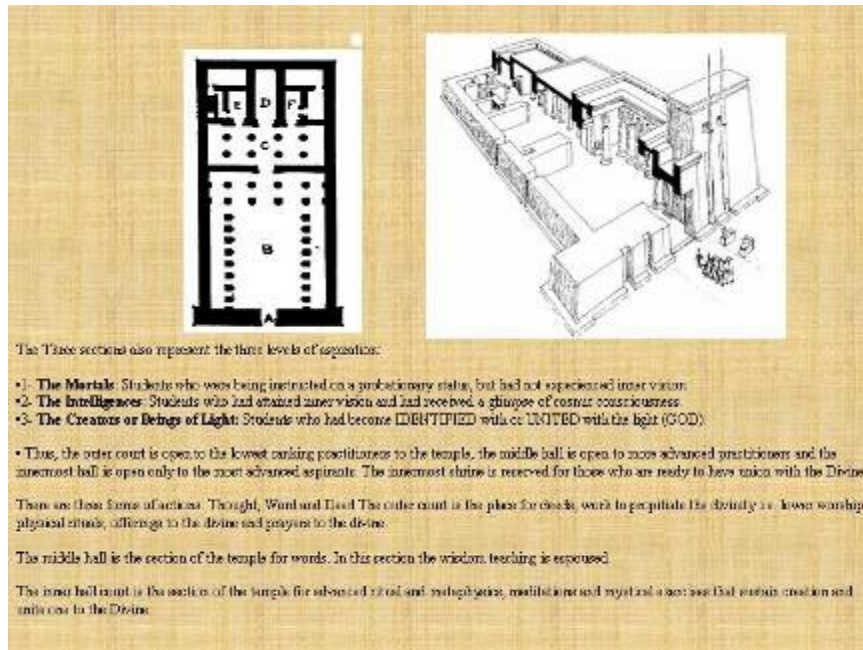 E D F
C
B
A
The Three sections also represent the three levels of aspiration:
•1- The Mortals: Students who were being instructed on a probationary status, but had not experienced inner vision
•2- The Intelligences: Students who had attained inner vision and had received a glimpse of cosmic consciousness
•3- The Creators or Beings of Light: Students who had become IDENTIFIED with or UNITED with the light (GOD).
• Thus, the outer court is open to the lowest ranking practitioners to the temple, the middle hall is open to more advanced practitioners and the
innermost hall is open only to the most advanced aspirants. The innermost shrine is reserved for those who are ready to have union with the Divine
There are three forms of actions. Thought, Word and Deed The outer court is the place for deeds, work to propitiate the divinity i.e. lower worship
physical rituals, offerings to the divine and prayers to the divine
The middle hall is the section of the temple for words. In this section the wisdom teaching is espoused
The inner hall court is the section of the temple for advanced ritual and metaphysics, meditations and mystical exercises that sustain creation and
unite one to the Divine